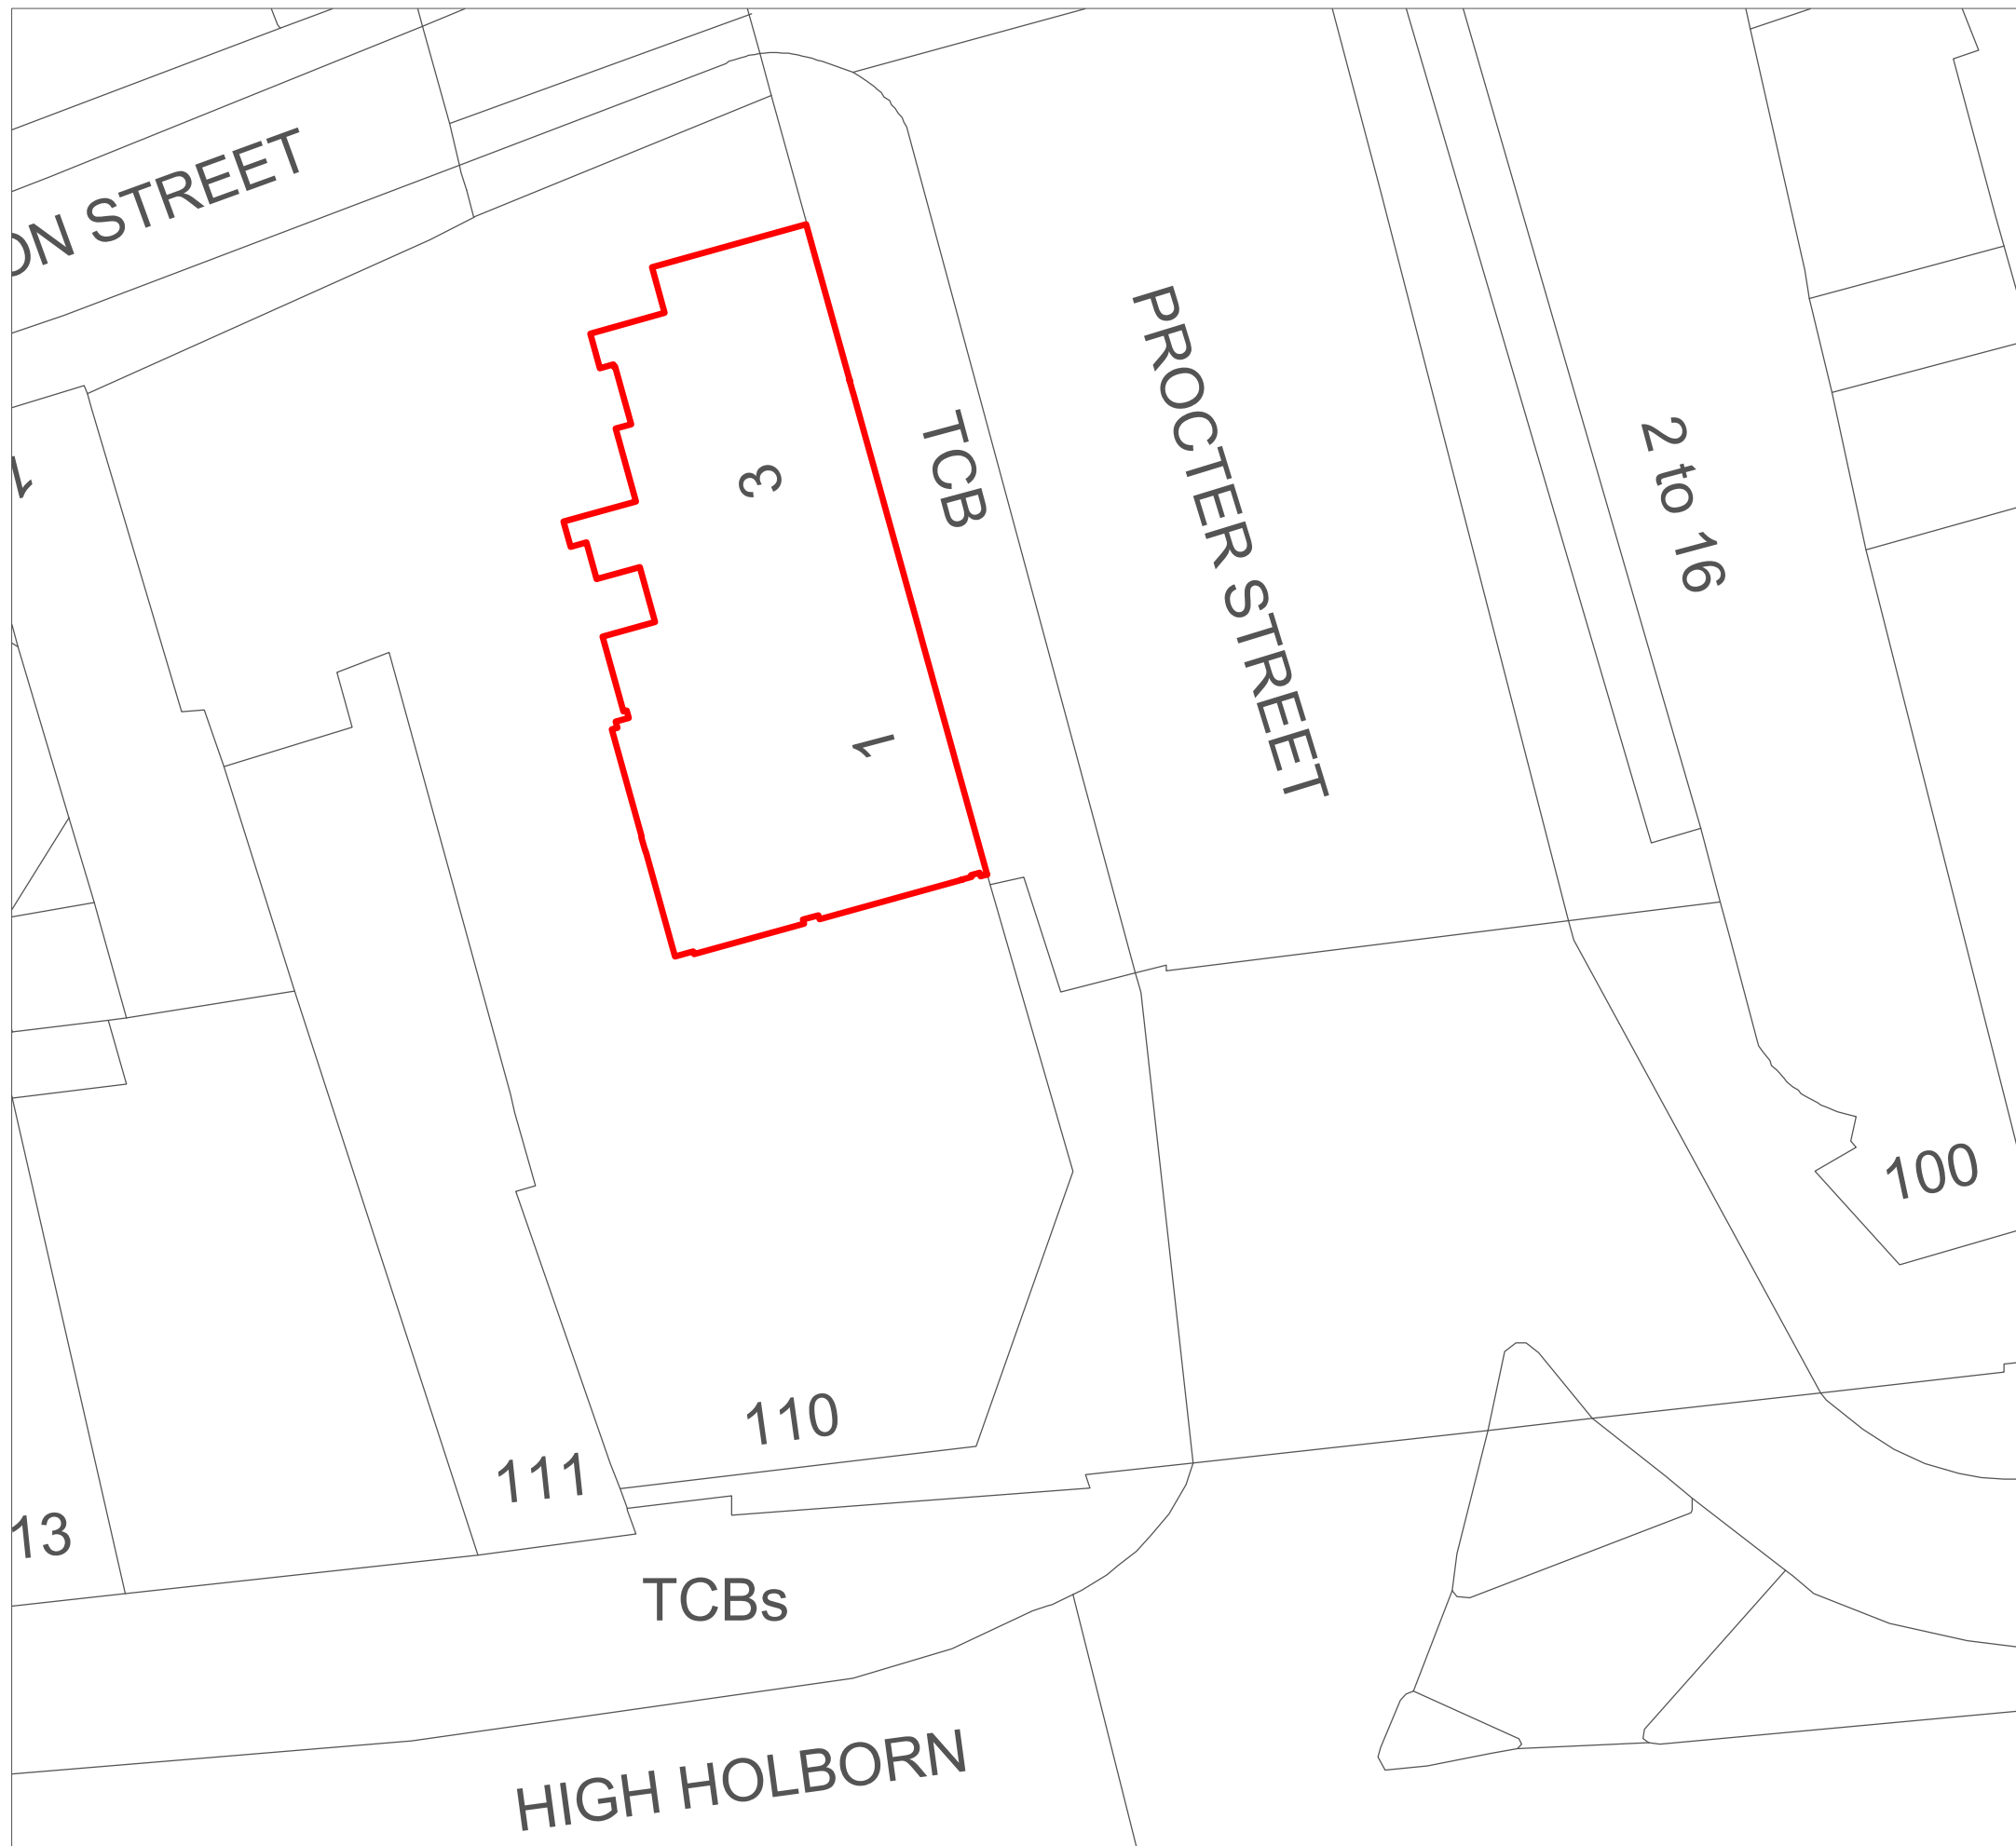 ON STREET
PROCTER STREET
TCB
2 to 16
3
1
100
110
111
13
TCBs
HIGH HOLBORN